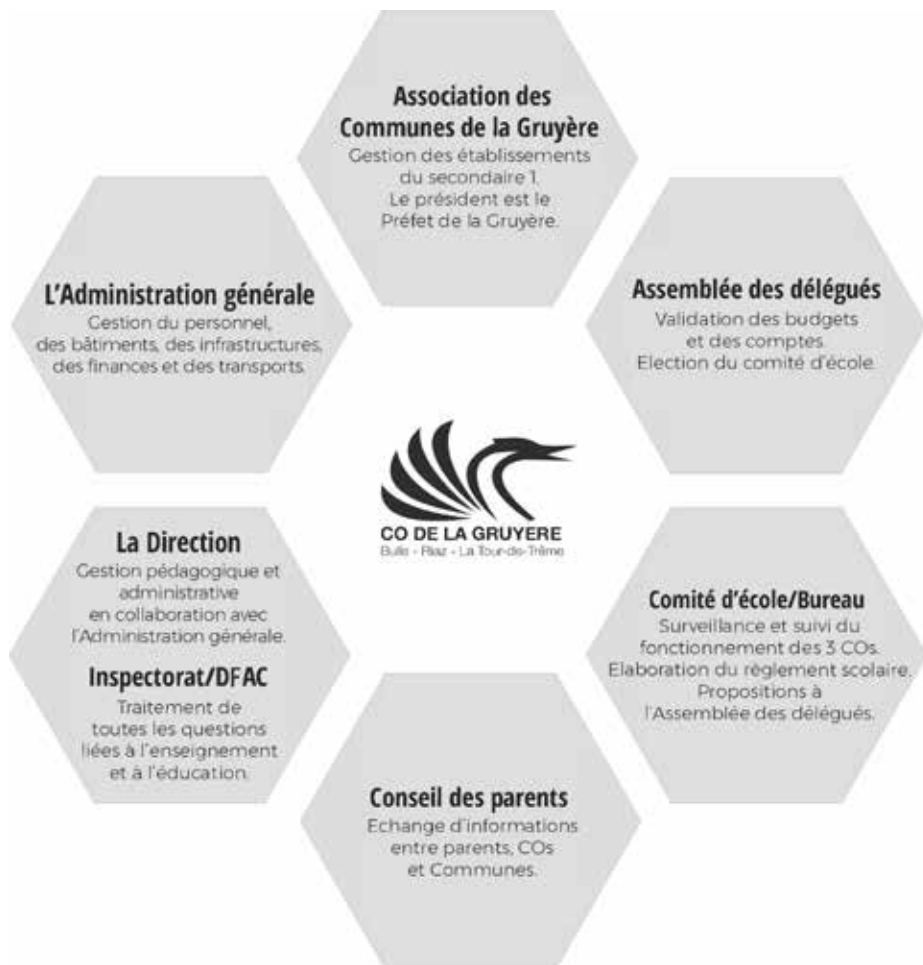 Association des
Communes de la Gruyère
Gestion des établissements
du secondaire 1.
Le président est le
Préfet de la Gruyère.
L'Administration générale
Gestion du personnel,
des bâtiments, des infrastructures,
des finances et des transports.
Assemblée des délégués
Validation des budgets
et des comptes.
Election du comité d'école.
CO DE LA GRUYERE
Bulle - Riaz - La Tour-de-Trême
La Direction
Gestion pédagogique et
administrative
en collaboration avec
l'Administration générale.
Inspectorat/DFAC
Traitement de
toutes les questions
liées à l'enseignement
et à l'éducation.
Comité d'école/Bureau
Surveillance et suivi du
fonctionnement des 3 COs.
Elaboration du règlement scolaire.
Propositions à
l'Assemblée des délégués.
Conseil des parents
Echange d'informations
entre parents, COs
et Communes.